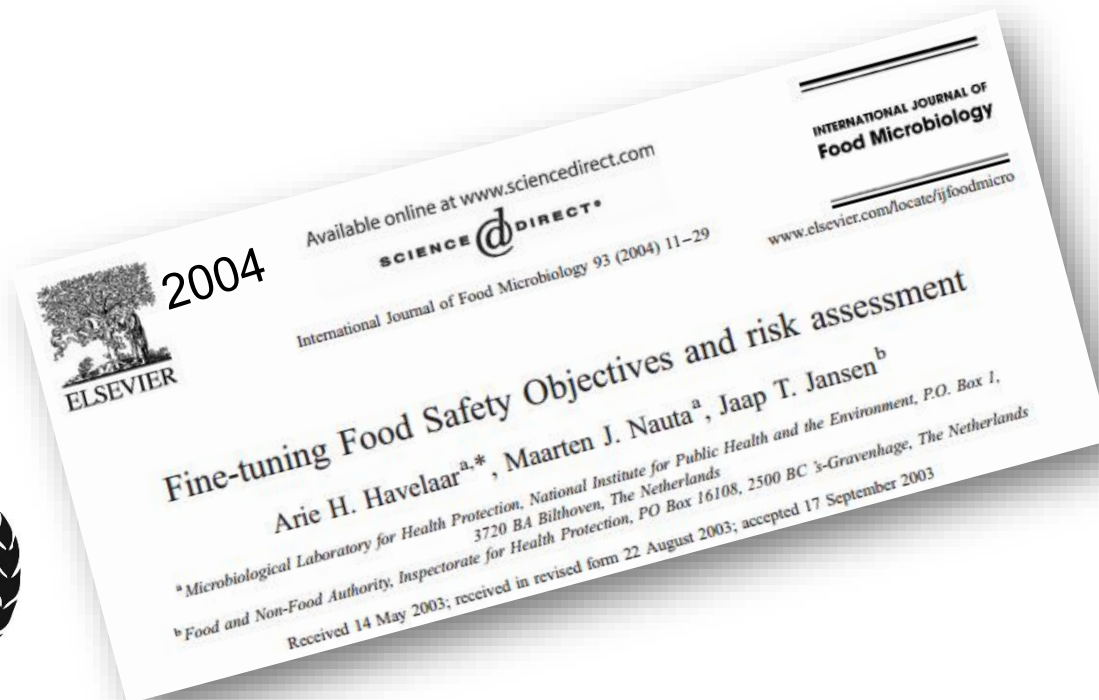 INTERNATIONAL JOURNAL OF
Food Microbiology
www.elsevier.com/locate/ijfoodmicro
Available online at www.sciencedirect.com
SCIENCE @ DIRECT®
International Journal of Food Microbiology 93 (2004) 11–29
ELSEVIER
2004
Fine-tuning Food Safety Objectives and risk assessment
Arie H. Havelaar a,*, Maarten J. Nauta a, Jaap T. Jansen b
a Microbiological Laboratory for Health Protection, National Institute for Public Health and the Environment, P.O. Box 1,
3720 BA Bilthoven, The Netherlands
b Food and Non-Food Authority, Inspectorate for Health Protection, PO Box 16108, 2500 BC 's-Gravenhage, The Netherlands
Received 14 May 2003; received in revised form 22 August 2003; accepted 17 September 2003